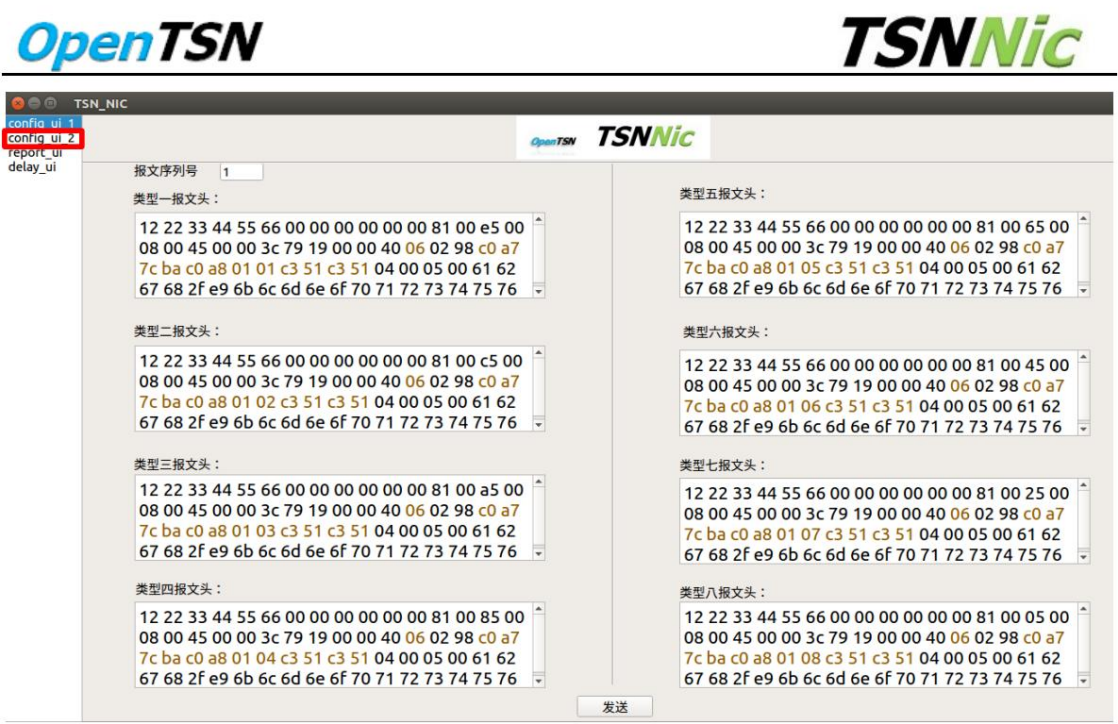 OpenTSN
TSNNic
TSN_NIC
config_ui_1
config_ui_2
report_ui
delay_ui
OpenTSN TSNNic
报文序列号 1
类型一报文头：
12 22 33 44 55 66 00 00 00 00 00 00 81 00 e5 00
08 00 45 00 00 3c 79 19 00 00 40 06 02 98 c0 a7
7c ba c0 a8 01 01 c3 51 c3 51 04 00 05 00 61 62
67 68 2f e9 6b 6c 6d 6e 6f 70 71 72 73 74 75 76
类型二报文头：
12 22 33 44 55 66 00 00 00 00 00 00 81 00 c5 00
08 00 45 00 00 3c 79 19 00 00 40 06 02 98 c0 a7
7c ba c0 a8 01 02 c3 51 c3 51 04 00 05 00 61 62
67 68 2f e9 6b 6c 6d 6e 6f 70 71 72 73 74 75 76
类型三报文头：
12 22 33 44 55 66 00 00 00 00 00 00 81 00 a5 00
08 00 45 00 00 3c 79 19 00 00 40 06 02 98 c0 a7
7c ba c0 a8 01 03 c3 51 c3 51 04 00 05 00 61 62
67 68 2f e9 6b 6c 6d 6e 6f 70 71 72 73 74 75 76
类型四报文头：
12 22 33 44 55 66 00 00 00 00 00 00 81 00 85 00
08 00 45 00 00 3c 79 19 00 00 40 06 02 98 c0 a7
7c ba c0 a8 01 04 c3 51 c3 51 04 00 05 00 61 62
67 68 2f e9 6b 6c 6d 6e 6f 70 71 72 73 74 75 76
类型五报文头：
12 22 33 44 55 66 00 00 00 00 00 00 81 00 65 00
08 00 45 00 00 3c 79 19 00 00 40 06 02 98 c0 a7
7c ba c0 a8 01 05 c3 51 c3 51 04 00 05 00 61 62
67 68 2f e9 6b 6c 6d 6e 6f 70 71 72 73 74 75 76
类型六报文头：
12 22 33 44 55 66 00 00 00 00 00 00 81 00 45 00
08 00 45 00 00 3c 79 19 00 00 40 06 02 98 c0 a7
7c ba c0 a8 01 06 c3 51 c3 51 04 00 05 00 61 62
67 68 2f e9 6b 6c 6d 6e 6f 70 71 72 73 74 75 76
类型七报文头：
12 22 33 44 55 66 00 00 00 00 00 00 81 00 25 00
08 00 45 00 00 3c 79 19 00 00 40 06 02 98 c0 a7
7c ba c0 a8 01 07 c3 51 c3 51 04 00 05 00 61 62
67 68 2f e9 6b 6c 6d 6e 6f 70 71 72 73 74 75 76
类型八报文头：
12 22 33 44 55 66 00 00 00 00 00 00 81 00 05 00
08 00 45 00 00 3c 79 19 00 00 40 06 02 98 c0 a7
7c ba c0 a8 01 08 c3 51 c3 51 04 00 05 00 61 62
67 68 2f e9 6b 6c 6d 6e 6f 70 71 72 73 74 75 76
发送